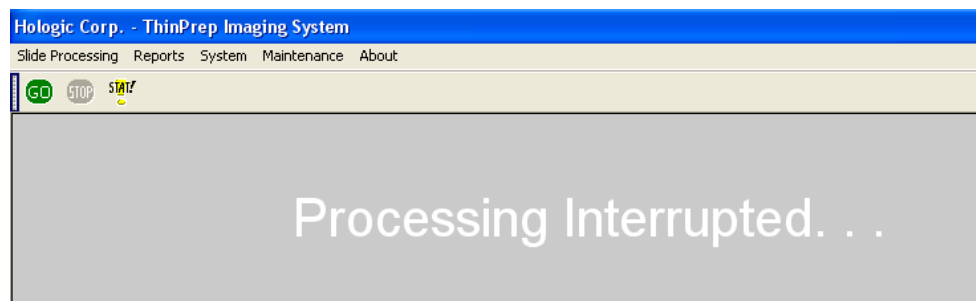 Hologic Corp. - ThinPrep Imaging System
Slide Processing Reports System Maintenance About
GO STOP STAT!
Processing Interrupted. . .